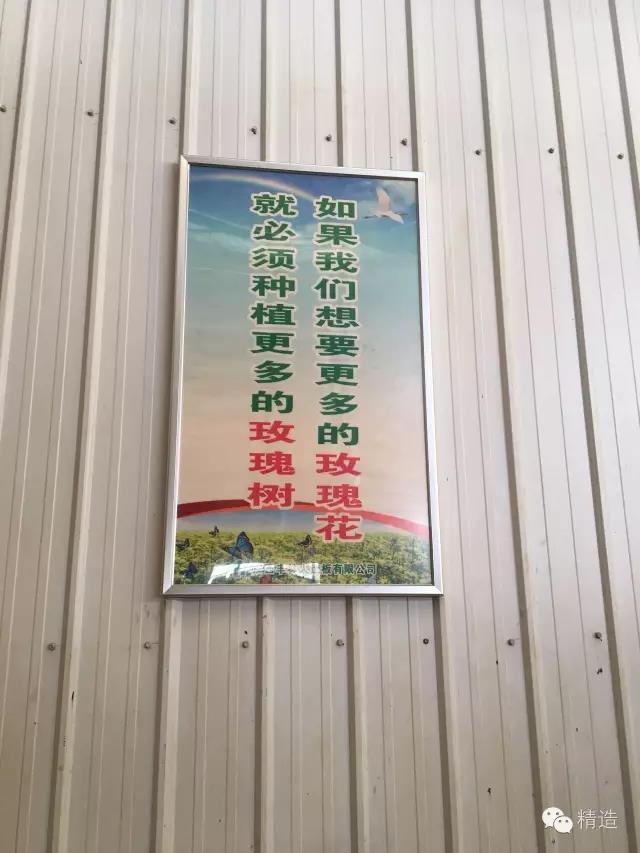 如果我们想要更多的玫瑰花
就必须种植更多的玫瑰树
板有限公司
精造